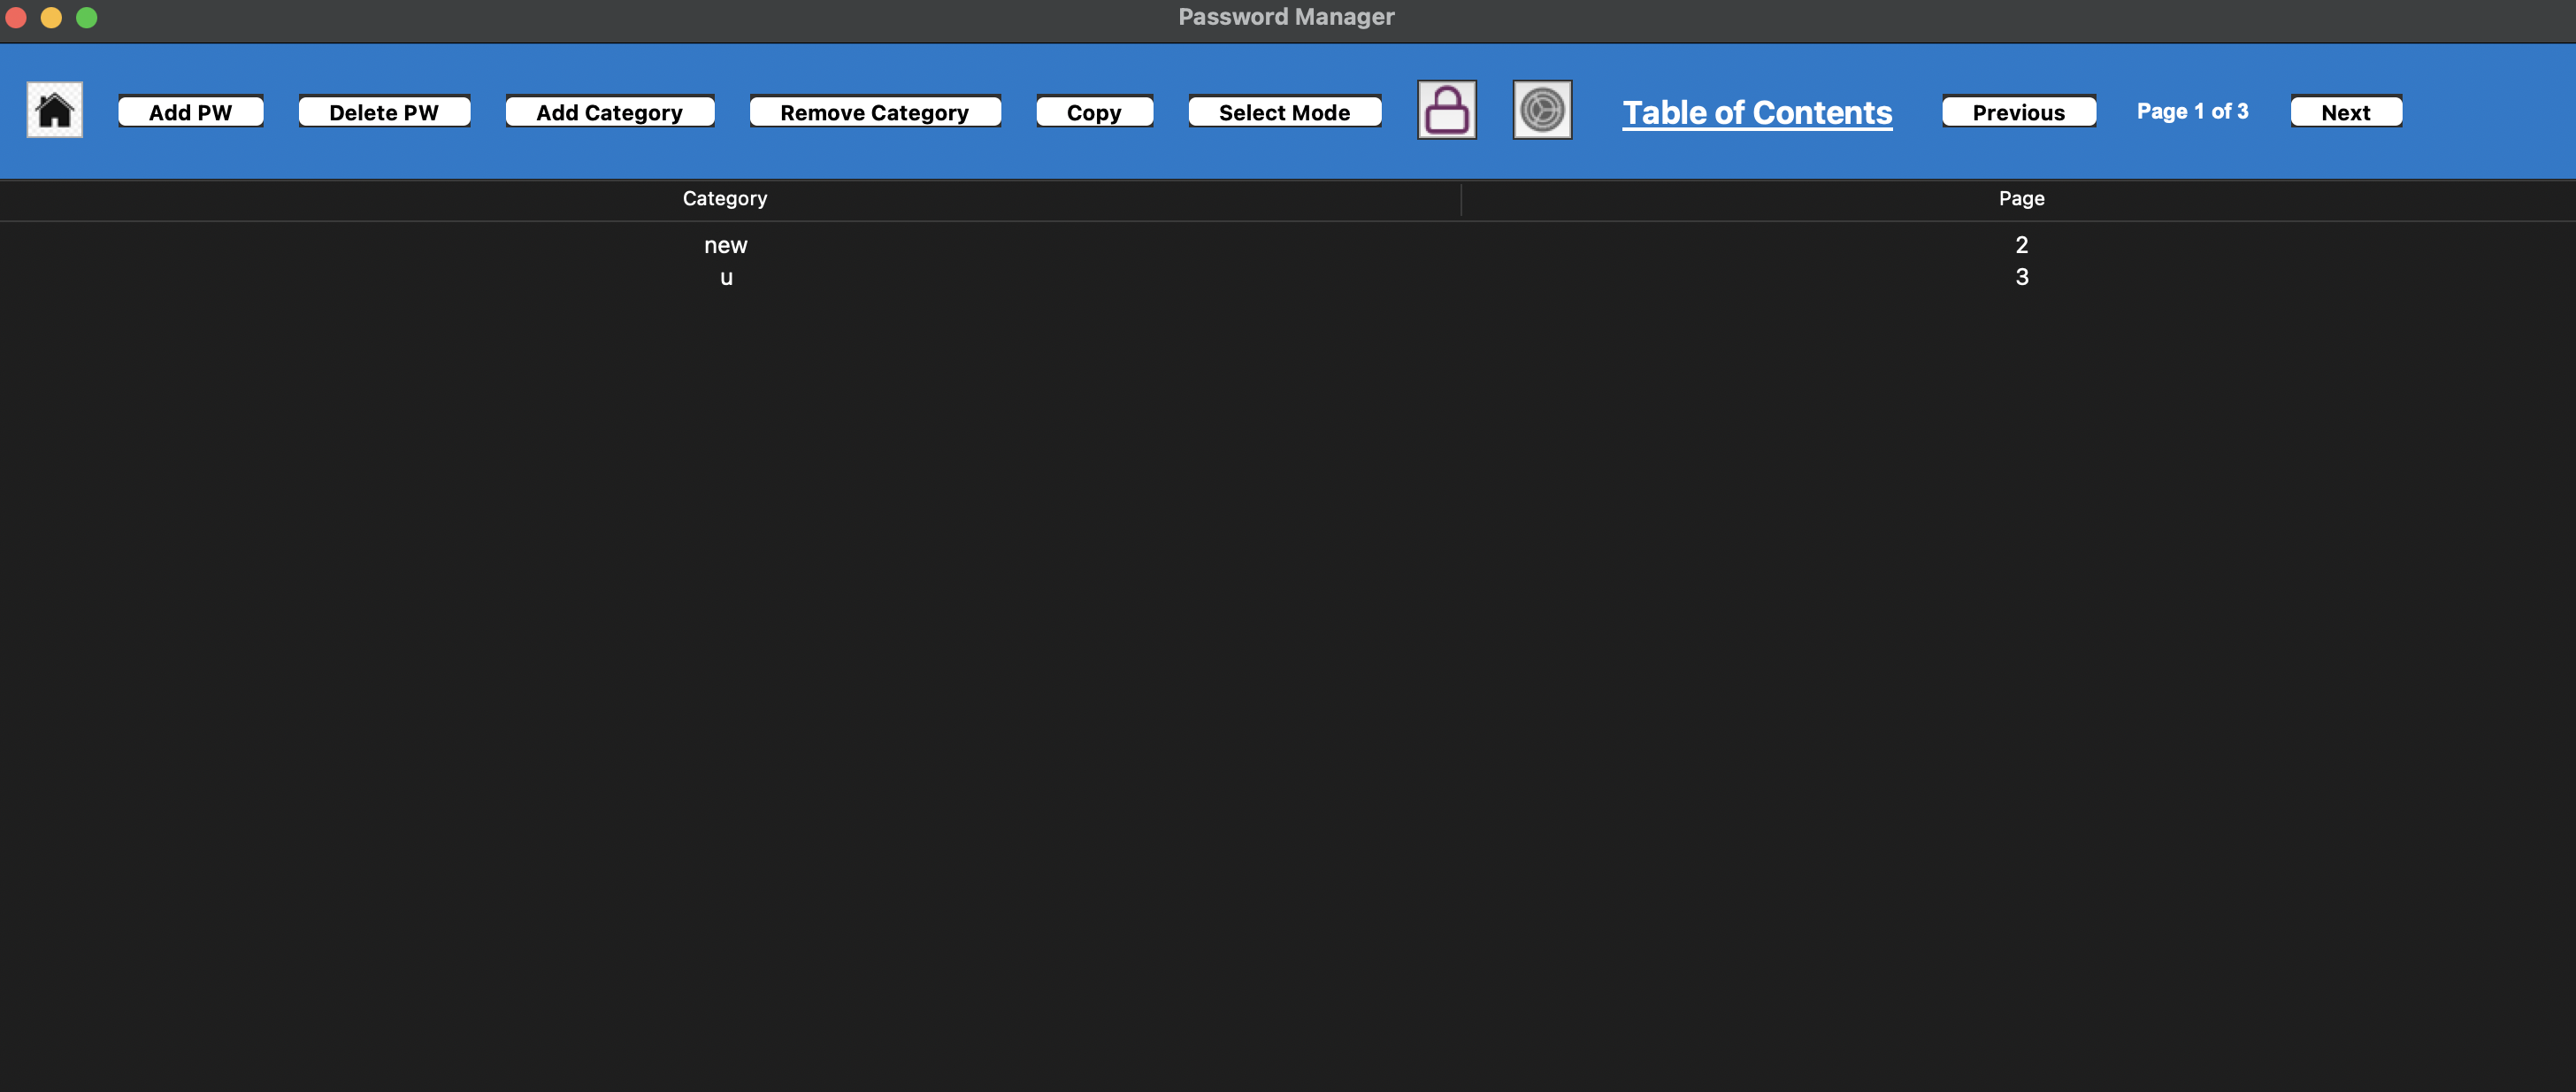 Password Manager
Add PW Delete PW Add Category Remove Category Copy Select Mode Table of Contents Previous Page 1 of 3 Next
Category Page
new 2
u 3